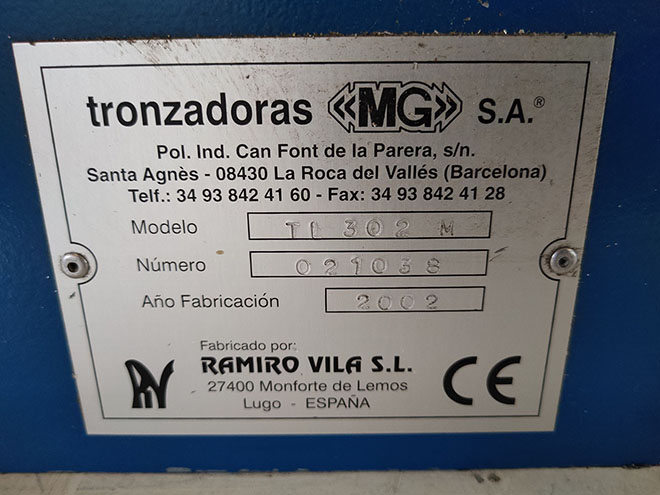 tronzadoras «MG» S.A.®
Pol. Ind. Can Font de la Parera, s/n.
Santa Agnès - 08430 La Roca del Vallés (Barcelona)
Telf.: 34 93 842 41 60 - Fax: 34 93 842 41 28
Modelo TL 302 M
Número 021038
Año Fabricación 2002
Fabricado por:
RAMIRO VILA S.L.
27400 Monforte de Lemos
Lugo - ESPAÑA
CE